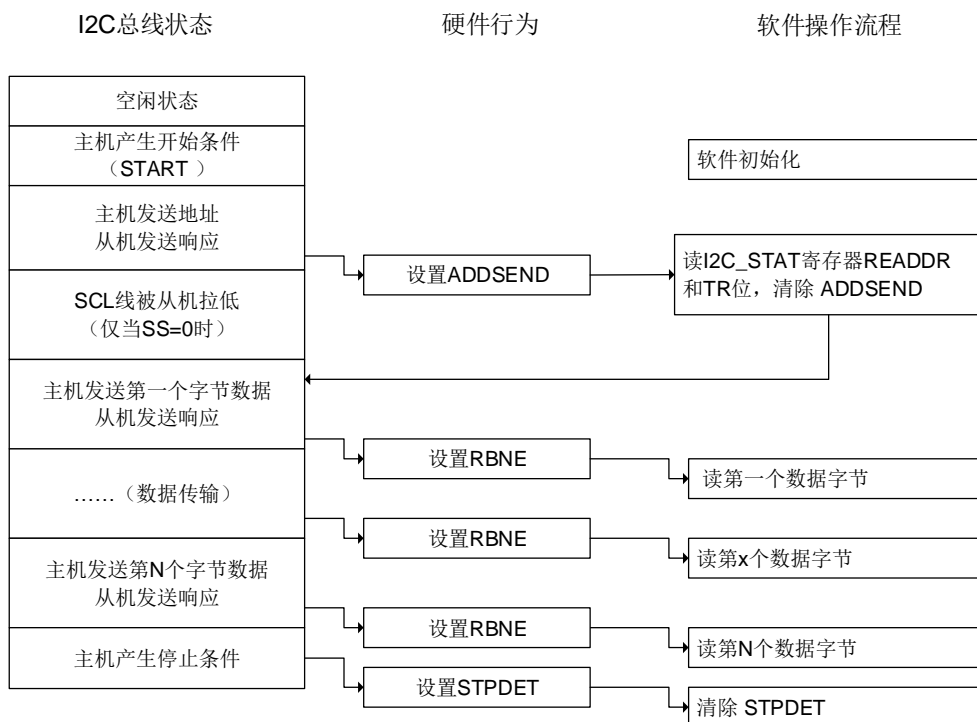 I2C总线状态
硬件行为
软件操作流程
空闲状态
主机产生开始条件
（START ）
软件初始化
主机发送地址
从机发送响应
设置ADDSEND
读I2C_STAT寄存器READDR
和TR位，清除 ADDSEND
SCL线被从机拉低
（仅当SS=0时）
主机发送第一个字节数据
从机发送响应
设置RBNE
读第一个数据字节
……（数据传输）
设置RBNE
读第x个数据字节
主机发送第N个字节数据
从机发送响应
设置RBNE
读第N个数据字节
主机产生停止条件
设置STPDET
清除 STPDET